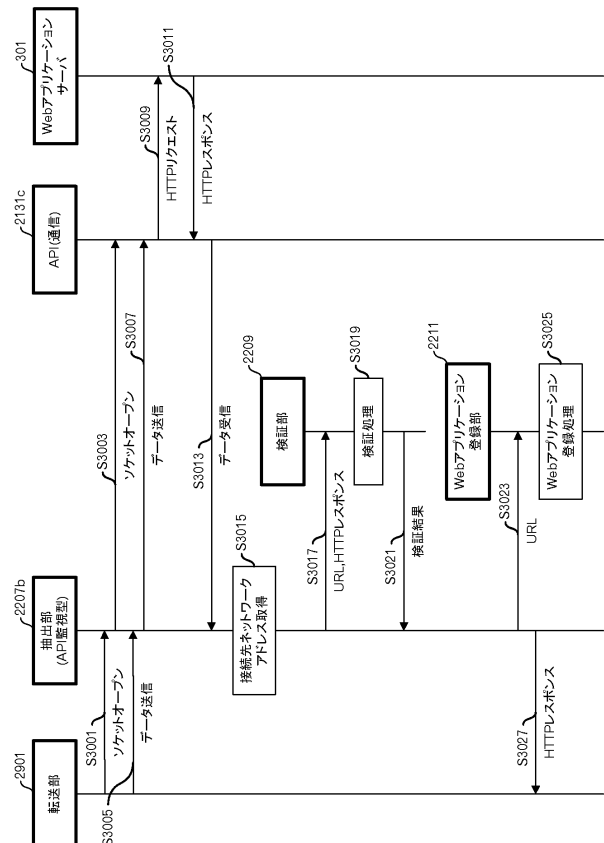 2901
転送部
2207b
抽出部
(API監視型)
2131c
API(通信)
301
Webアプリケーション
サーバ
S3001
ソケットオープン
S3003
ソケットオープン
S3005
データ送信
S3007
データ送信
S3009
HTTPリクエスト
S3011
HTTPレスポンス
S3013
データ受信
S3015
接続先ネットワーク
アドレス取得
2209
検証部
S3017
URL,HTTPレスポンス
S3019
検証処理
S3021
検証結果
2211
Webアプリケーション
登録部
S3023
URL
S3025
Webアプリケーション
登録処理
S3027
HTTPレスポンス